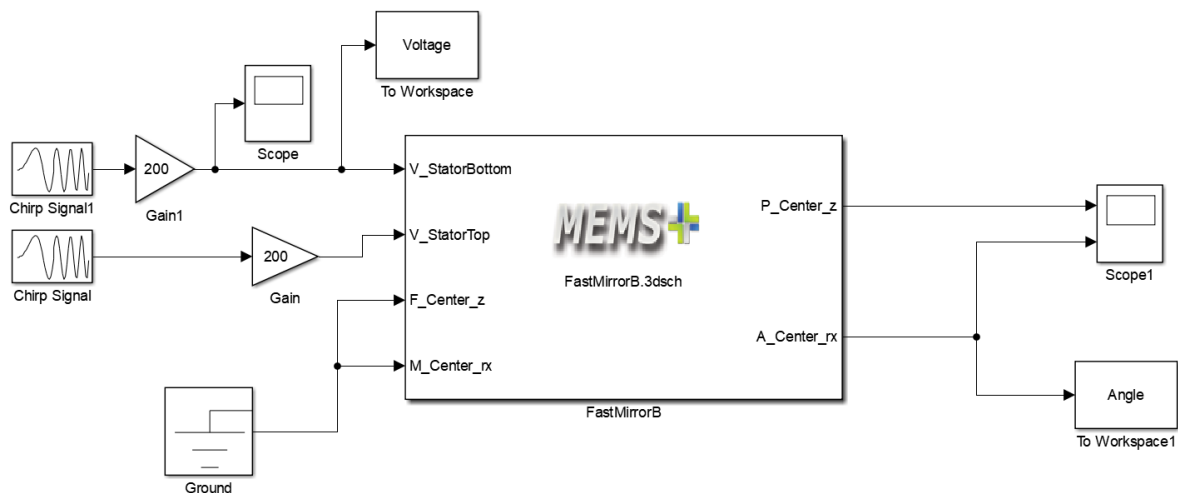 Voltage
To Workspace
Scope
Chirp Signal1
200
Gain1
V_StatorBottom
V_StatorTop
F_Center_z
M_Center_rx
MEMS+
FastMirrorB.3dsch
P_Center_z
A_Center_rx
FastMirrorB
Chirp Signal
200
Gain
Ground
Scope1
Angle
To Workspace1